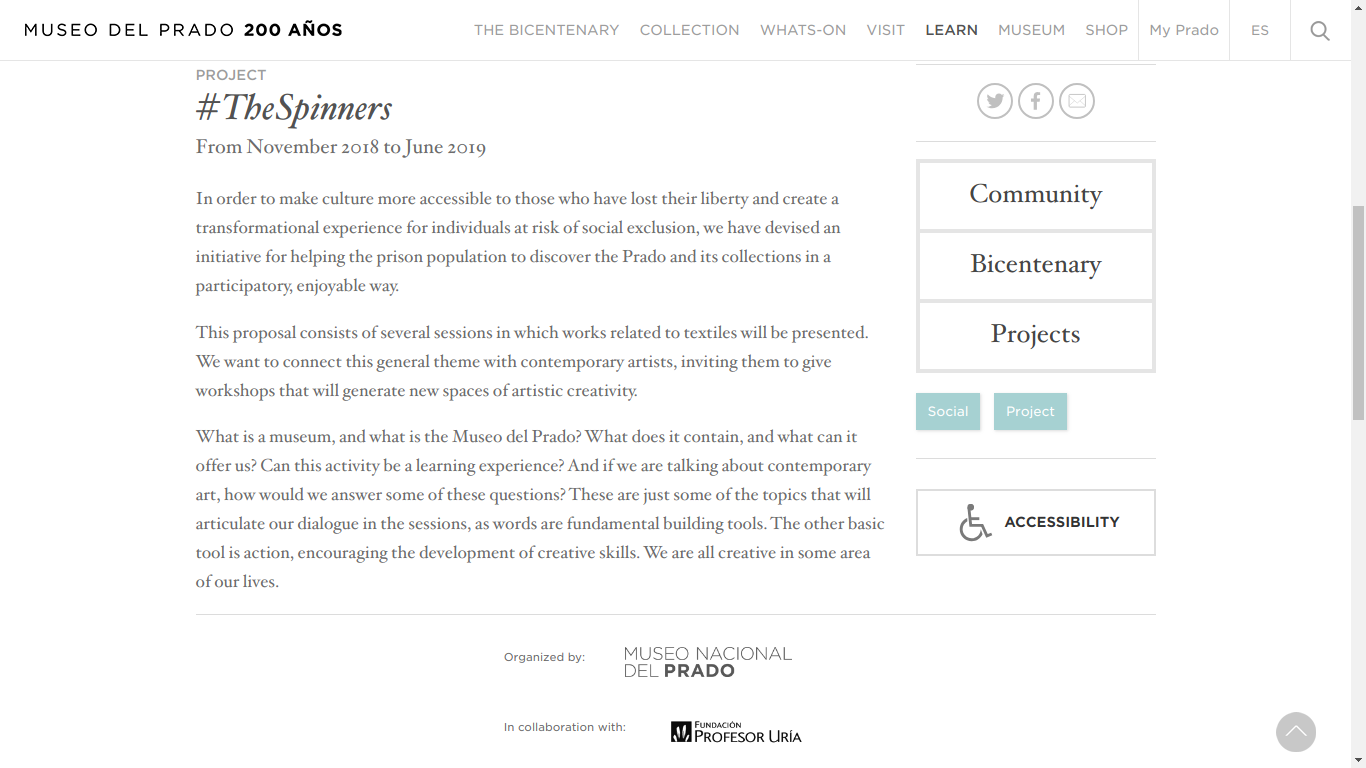 MUSEO DEL PRADO 200 AÑOS
THE BICENTENARY
COLLECTION
WHATS-ON
VISIT
LEARN
MUSEUM
SHOP
My Prado
ES
PROJECT
#TheSpinners
From November 2018 to June 2019
In order to make culture more accessible to those who have lost their liberty and create a
transformational experience for individuals at risk of social exclusion, we have devised an
initiative for helping the prison population to discover the Prado and its collections in a
participatory, enjoyable way.
This proposal consists of several sessions in which works related to textiles will be presented.
We want to connect this general theme with contemporary artists, inviting them to give
workshops that will generate new spaces of artistic creativity.
What is a museum, and what is the Museo del Prado? What does it contain, and what can it
offer us? Can this activity be a learning experience? And if we are talking about contemporary
art, how would we answer some of these questions? These are just some of the topics that will
articulate our dialogue in the sessions, as words are fundamental building tools. The other basic
tool is action, encouraging the development of creative skills. We are all creative in some area
of our lives.
Community
Bicentenary
Projects
Social
Project
ACCESSIBILITY
Organized by:
MUSEO NACIONAL
DEL PRADO
In collaboration with:
FUNDACIÓN
PROFESOR URÍA